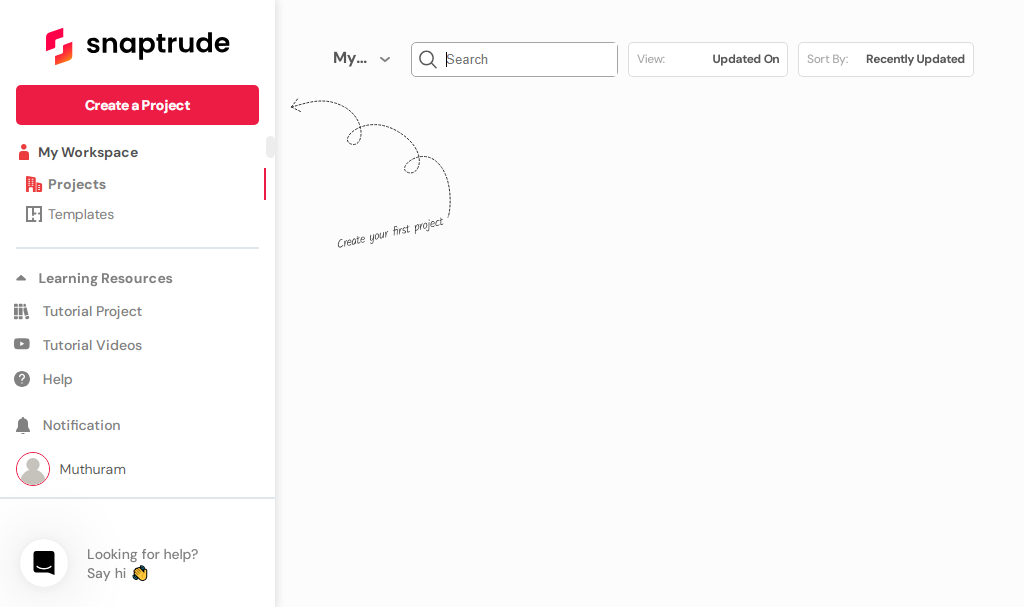 snaptrude
Create a Project
My Workspace
Projects
Templates
Learning Resources
Tutorial Project
Tutorial Videos
Help
Notification
Muthuram
Looking for help?
Say hi 👋
My...
Search
View: Updated On
Sort By: Recently Updated
Create your first project